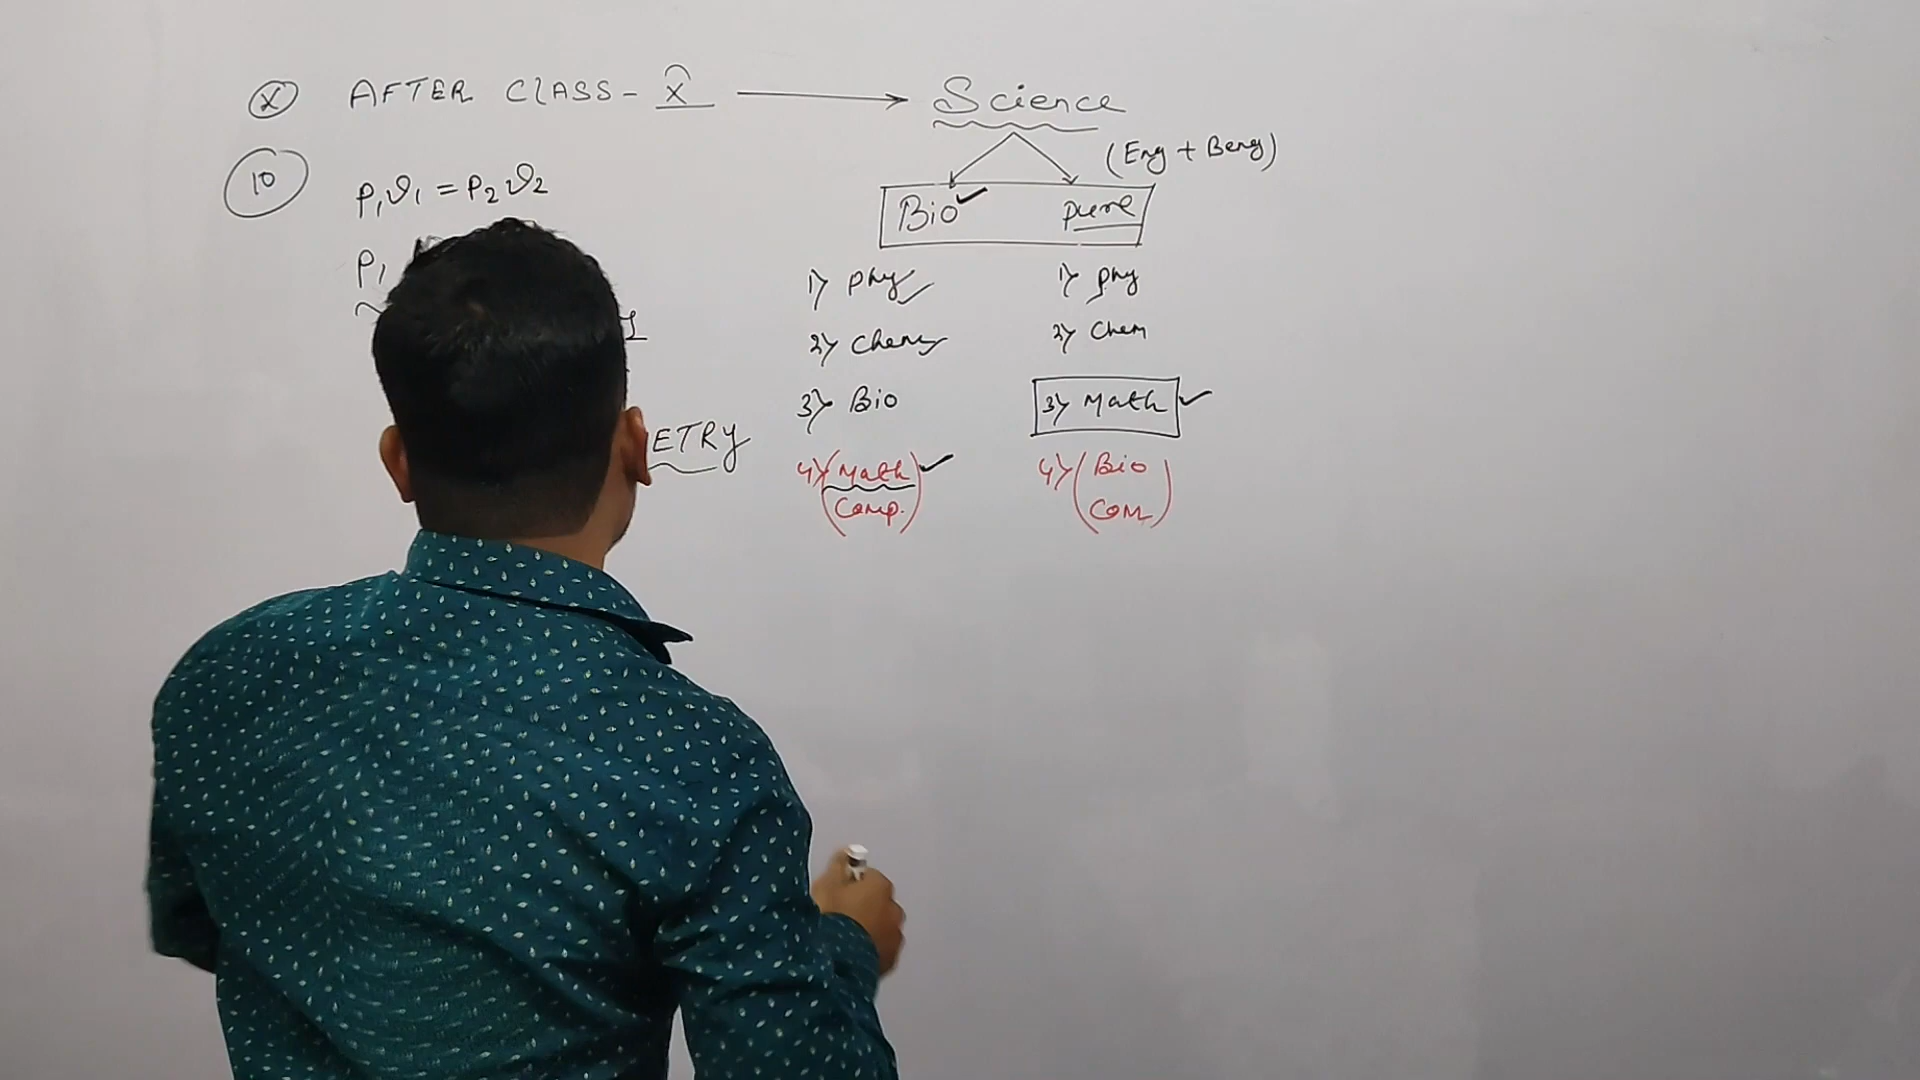 X AFTER CLASS - X → Science
(Eng + Beng)
10 P₁V₁ = P₂V₂
Bio ✓ pure
P₁
1) Phy ✓ 1) Phy
2) Chem ✓ 2) Chem
3) Bio 3) Math ✓
ETRY
4) (Math ✓ 4) (Bio
Comp.) Com)